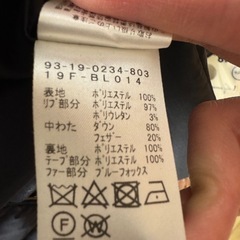 93-19-0234-803
19F-BL014
表地 ポリエステル 100%
リブ部分 ポリエステル 97%
ポリウレタン 3%
中わた ダウン 80%
フェザー 20%
裏地 ポリエステル 100%
テープ部分 ポリエステル 100%
ファー部分 ブルーフォックス